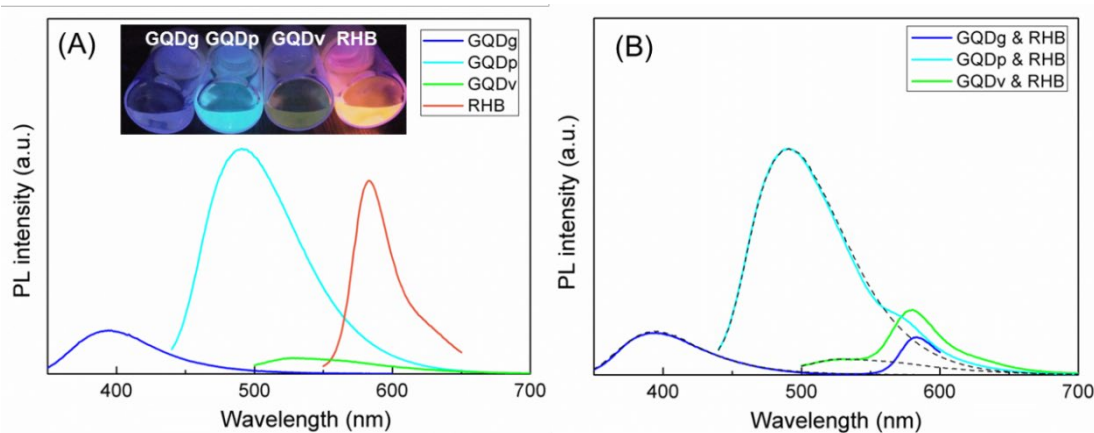 (A)
GQDg GQDp GQDv RHB
GQDg
GQDp
GQDv
RHB
PL intensity (a.u.)
400 500 600 700
Wavelength (nm)
(B)
GQDg & RHB
GQDp & RHB
GQDv & RHB
PL intensity (a.u.)
400 500 600 700
Wavelength (nm)